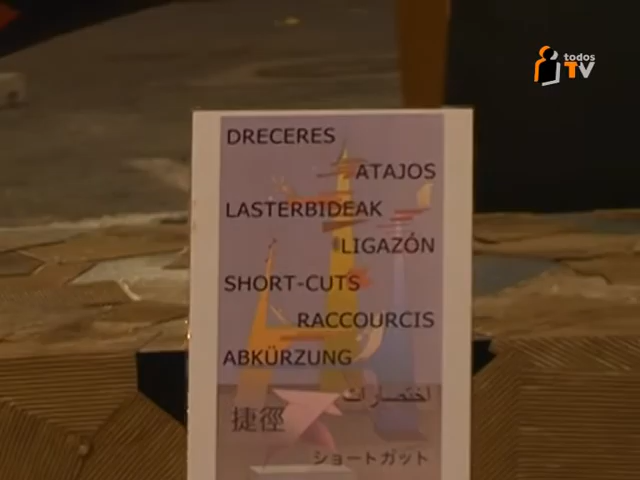 todos
TV
DRECERES
ATAJOS
LASTERBIDEAK
LIGAZÓN
SHORT-CUTS
RACCOURCIS
ABKÜRZUNG
اختصارات
捷徑
ショートカット